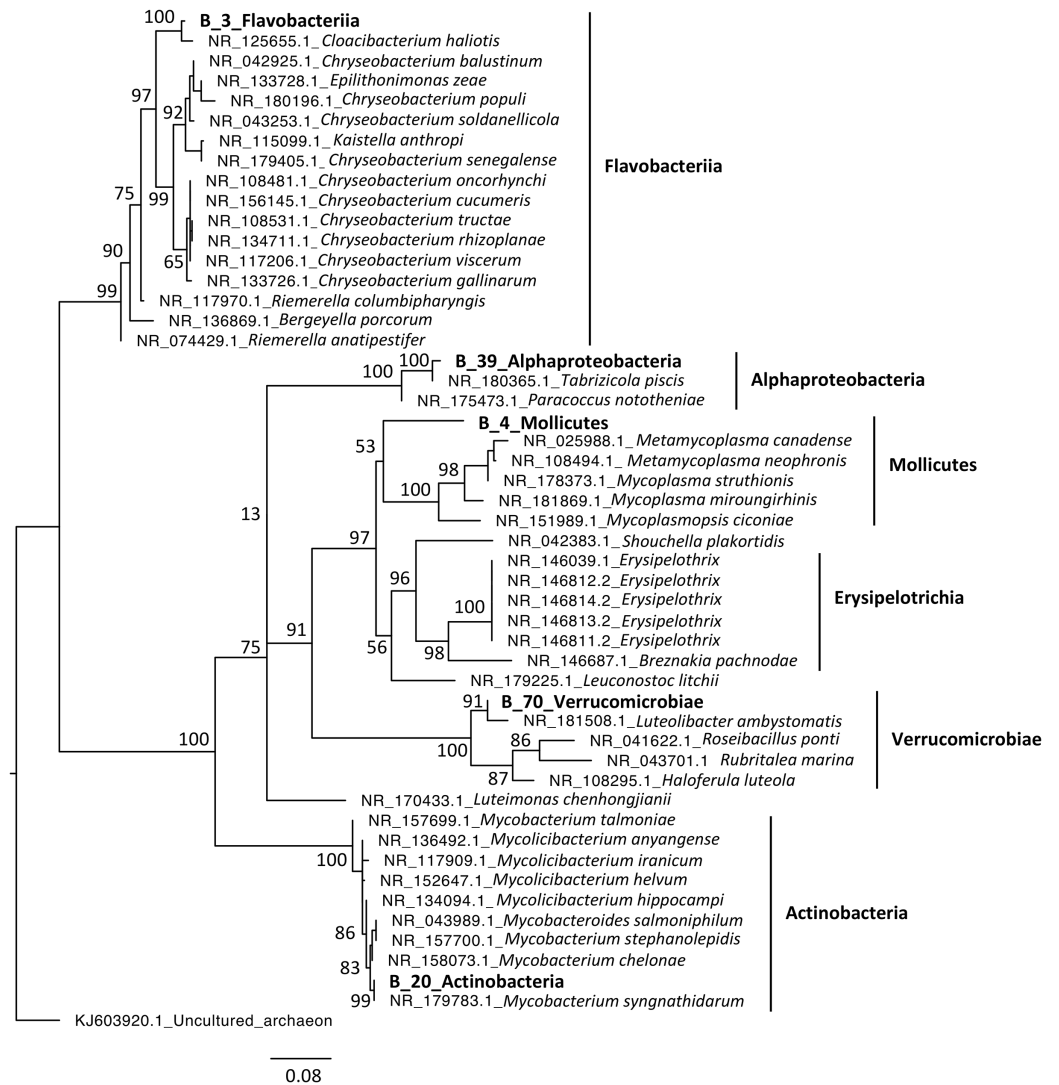 100
B_3_Flavobacteriia
NR_125655.1_Cloacibacterium haliotis
NR_042925.1_Chryseobacterium balustinum
NR_133728.1_Epilithonimonas zeae
97
NR_180196.1_Chryseobacterium populi
92
NR_043253.1_Chryseobacterium soldanellicola
NR_115099.1_Kaistella anthropi
NR_179405.1_Chryseobacterium senegalense
Flavobacteriia
NR_108481.1_Chryseobacterium oncorhynchi
75
99
NR_156145.1_Chryseobacterium cucumeris
NR_108531.1_Chryseobacterium tructae
NR_134711.1_Chryseobacterium rhizoplanae
90
65
NR_117206.1_Chryseobacterium viscerum
NR_133726.1_Chryseobacterium gallinarum
99
NR_117970.1_Riemerella columbipharyngis
NR_136869.1_Bergeyella porcorum
NR_074429.1_Riemerella anatipestifer
100
100
B_39_Alphaproteobacteria
NR_180365.1_Tabrizicola piscis
Alphaproteobacteria
NR_175473.1_Paracoccus nototheniae
B_4_Mollicutes
53
NR_025988.1_Metamycoplasma canadense
98
NR_108494.1_Metamycoplasma neophronis
Mollicutes
NR_178373.1_Mycoplasma struthionis
100
NR_181869.1_Mycoplasma miroungirhinis
13
NR_151989.1_Mycoplasmopsis ciconiae
97
NR_042383.1_Shouchella plakortidis
NR_146039.1_Erysipelothrix
96
NR_146812.2_Erysipelothrix
NR_146814.2_Erysipelothrix
Erysipelotrichia
100
NR_146813.2_Erysipelothrix
91
NR_146811.2_Erysipelothrix
75
56
98
NR_146687.1_Breznakia pachnodae
NR_179225.1_Leuconostoc litchii
91
B_70_Verrucomicrobiae
NR_181508.1_Luteolibacter ambystomatis
100
100
86
NR_041622.1_Roseibacillus ponti
Verrucomicrobiae
NR_043701.1 Rubritalea marina
87
NR_108295.1_Haloferula luteola
NR_170433.1_Luteimonas chenhongjianii
NR_157699.1_Mycobacterium talmoniae
NR_136492.1_Mycolicibacterium anyangense
100
NR_117909.1_Mycolicibacterium iranicum
NR_152647.1_Mycolicibacterium helvum
NR_134094.1_Mycolicibacterium hippocampi
Actinobacteria
NR_043989.1_Mycobacteroides salmoniphilum
86
NR_157700.1_Mycobacterium stephanolepidis
NR_158073.1_Mycobacterium chelonae
83
B_20_Actinobacteria
99
NR_179783.1_Mycobacterium syngnathidarum
KJ603920.1_Uncultured_archaeon
0.08